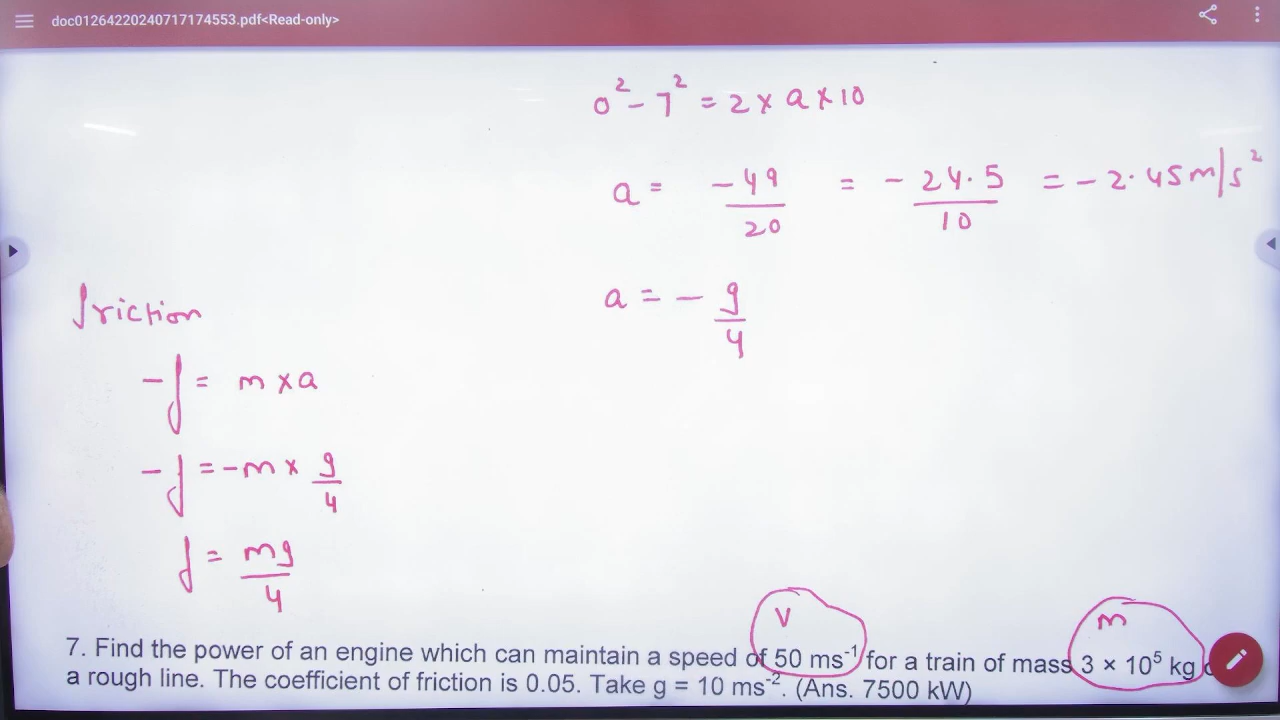 doc01264220240717174553.pdf<Read-only>
0² - 7² = 2 × a × 10
a = -49/20 = -24.5/10 = -2.45 m/s²
a = - g/4
friction
-f = m × a
-f = -m × g/4
f = mg/4
V
m
7. Find the power of an engine which can maintain a speed of 50 ms⁻¹ for a train of mass 3 × 10⁵ kg
a rough line. The coefficient of friction is 0.05. Take g = 10 ms⁻². (Ans. 7500 kW)